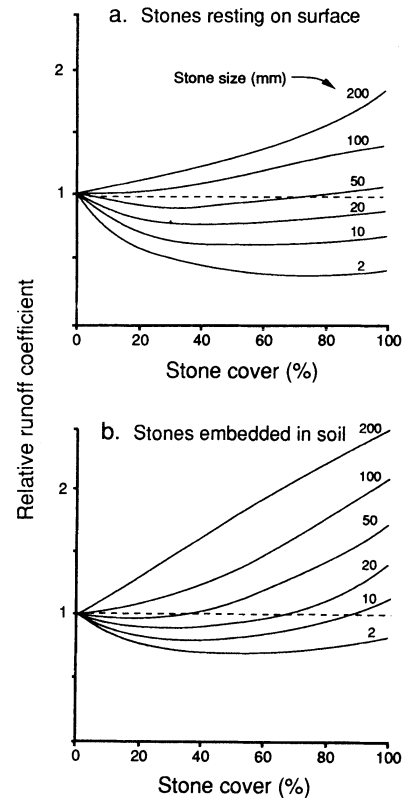 a. Stones resting on surface
2
Stone size (mm)
200
100
50
1
20
10
2
0 20 40 60 80 100
Stone cover (%)
Relative runoff coefficient
b. Stones embedded in soil
200
2
100
50
20
1
10
2
0
0 20 40 60 80 100
Stone cover (%)